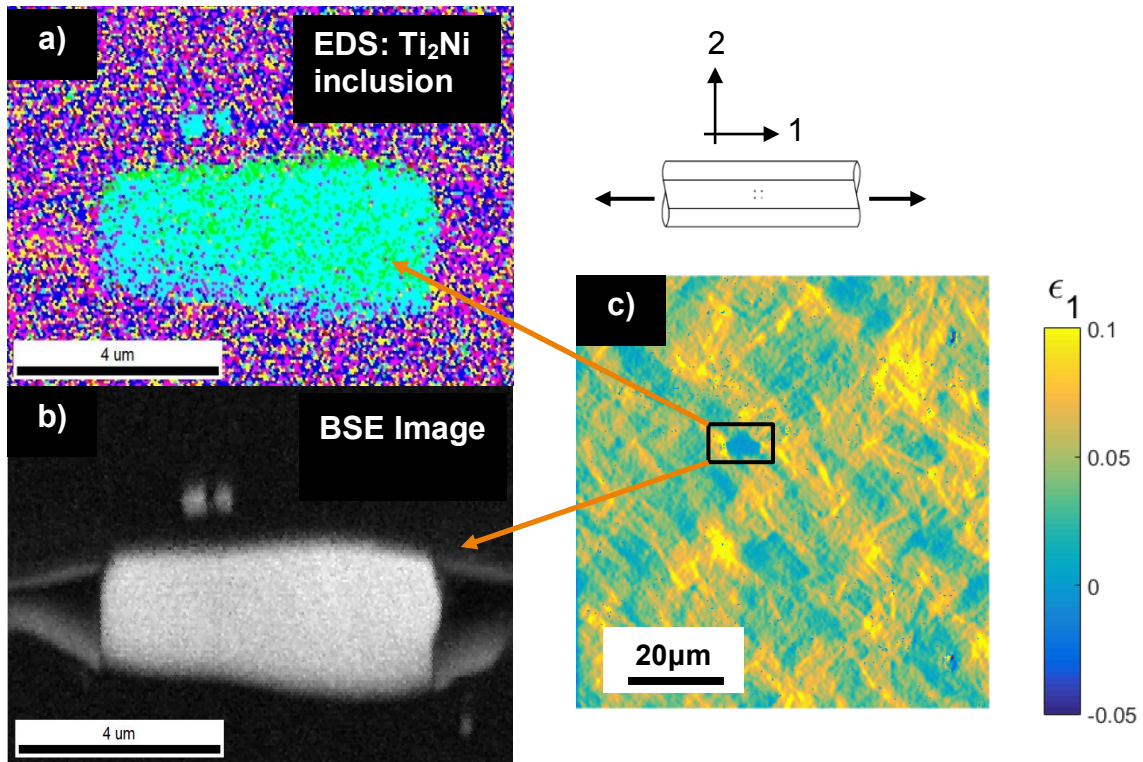 a)
EDS: Ti₂Ni
inclusion
4 um
b)
BSE Image
4 um
2
1
c)
20µm
ϵ₁
0.1
0.05
0
-0.05